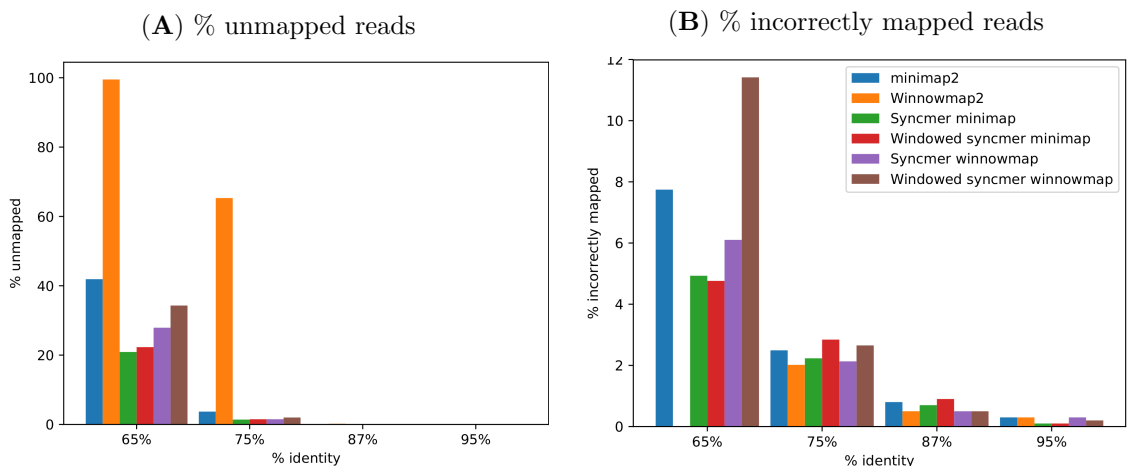 (A) % unmapped reads
100
80
60
40
20
0
% unmapped
65%
75%
87%
95%
% identity
(B) % incorrectly mapped reads
12
12
10
8
6
4
2
0
% incorrectly mapped
minimap2
Winnowmap2
Syncmer minimap
Windowed syncmer minimap
Syncmer winnowmap
Windowed syncmer winnowmap
65%
75%
87%
95%
% identity